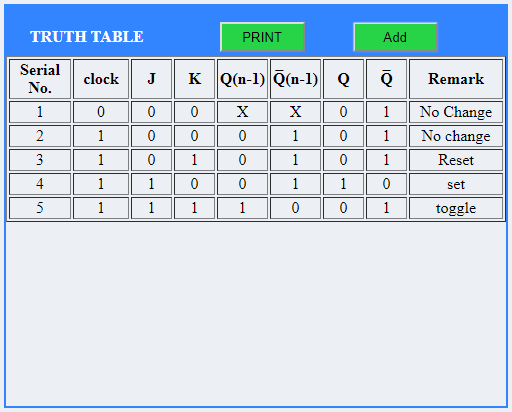 TRUTH TABLE PRINT Add
Serial No. clock J K Q(n-1) Q̅(n-1) Q Q̅ Remark
1 0 0 0 X X 0 1 No Change
2 1 0 0 0 1 0 1 No change
3 1 0 1 0 1 0 1 Reset
4 1 1 0 0 1 1 0 set
5 1 1 1 1 0 0 1 toggle